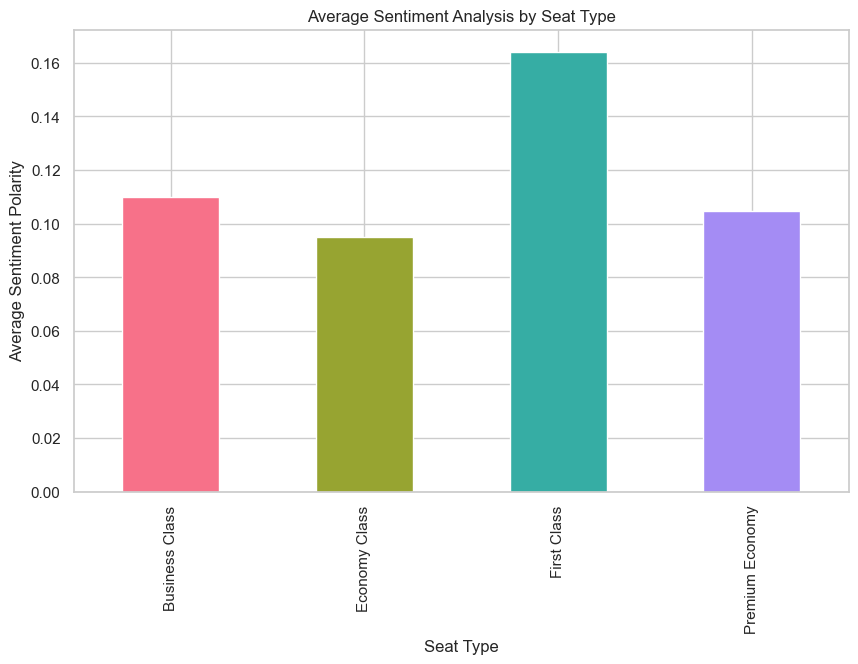 Average Sentiment Analysis by Seat Type
Average Sentiment Polarity
0.16
0.14
0.12
0.10
0.08
0.06
0.04
0.02
0.00
Business Class
Economy Class
First Class
Premium Economy
Seat Type